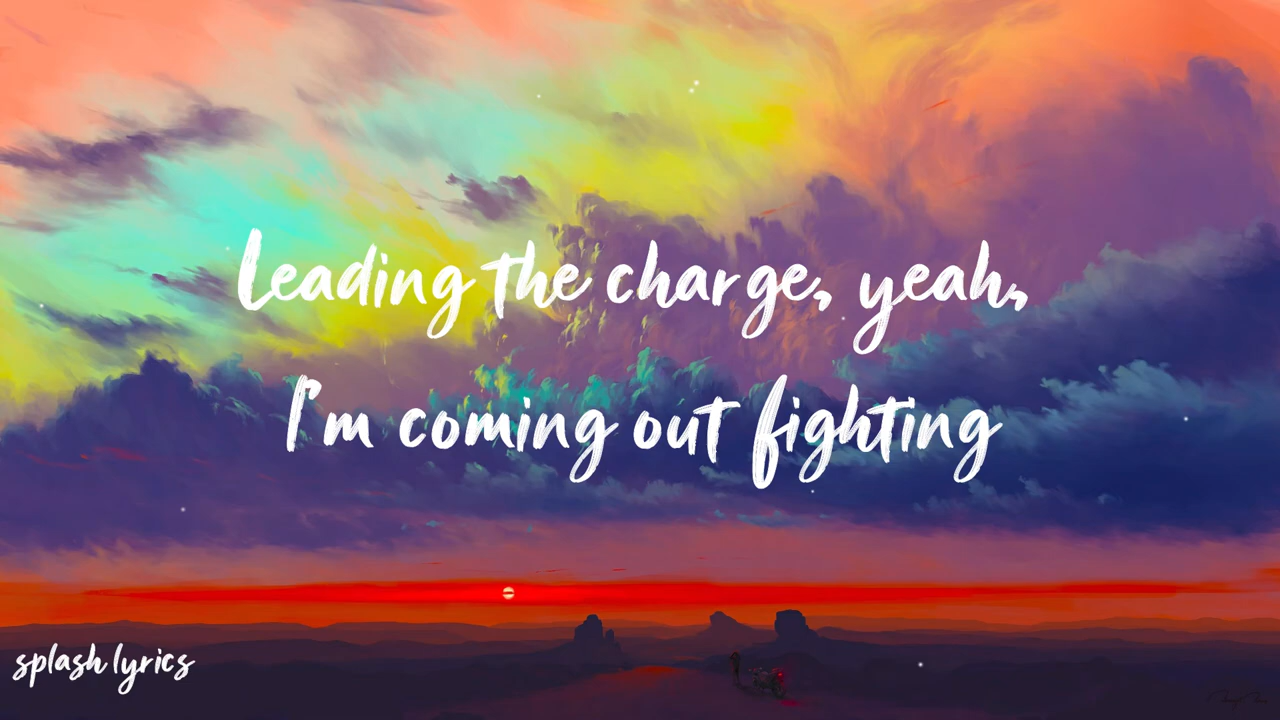 Leading the charge, yeah,
I'm coming out fighting
splash lyrics